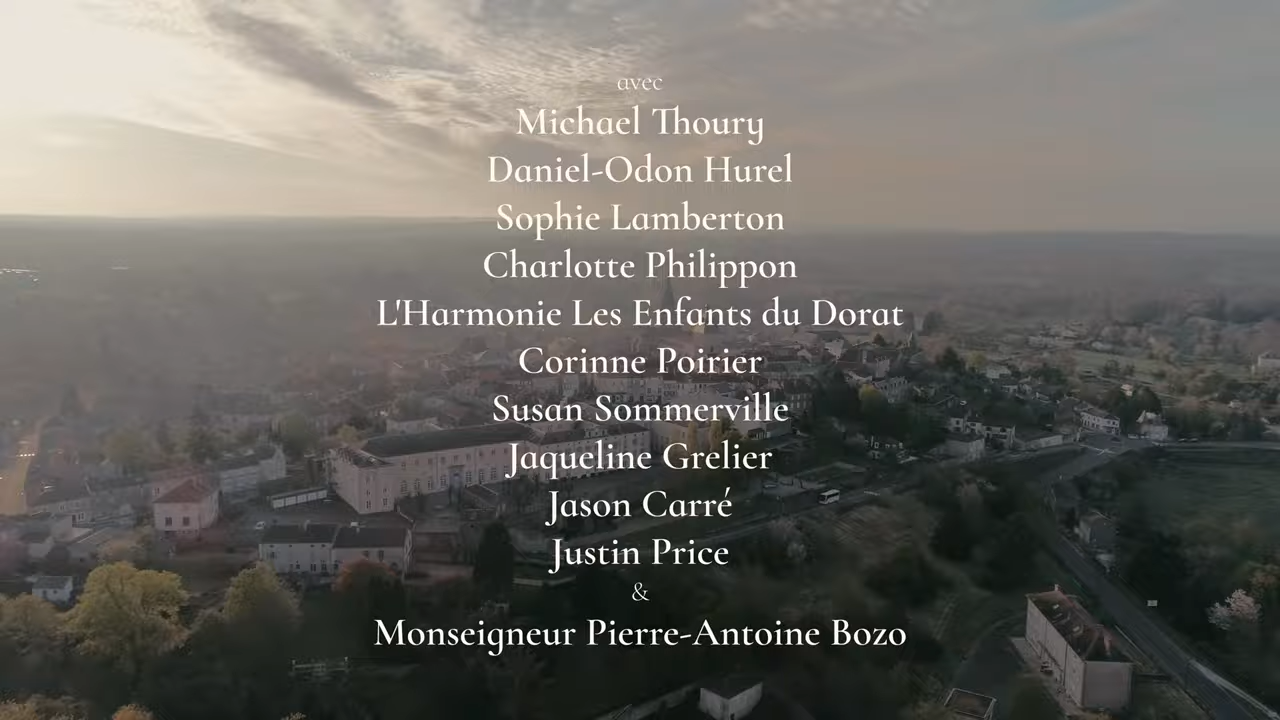 avec
Michael Thoury
Daniel-Odon Hurel
Sophie Lamberton
Charlotte Philippon
L'Harmonie Les Enfants du Dorat
Corinne Poirier
Susan Sommerville
Jaqueline Grelier
Jason Carré
Justin Price
&
Monseigneur Pierre-Antoine Bozo